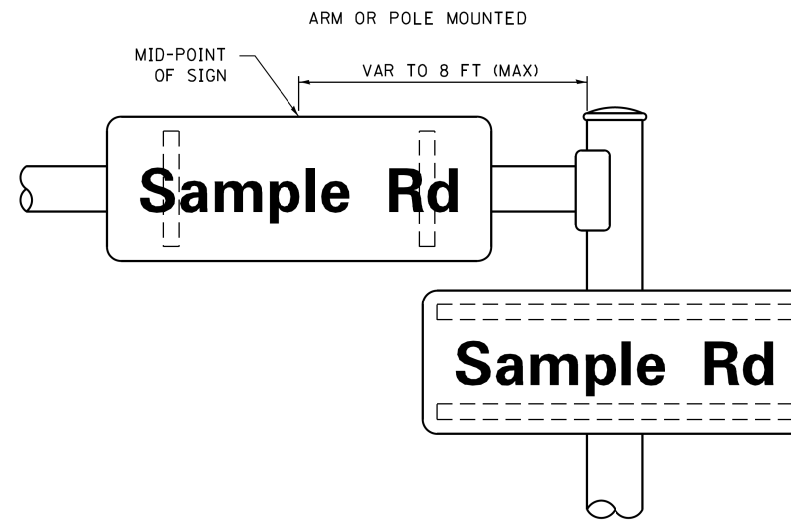 ARM OR POLE MOUNTED
MID-POINT
OF SIGN
VAR TO 8 FT (MAX)
Sample Rd
Sample Rd